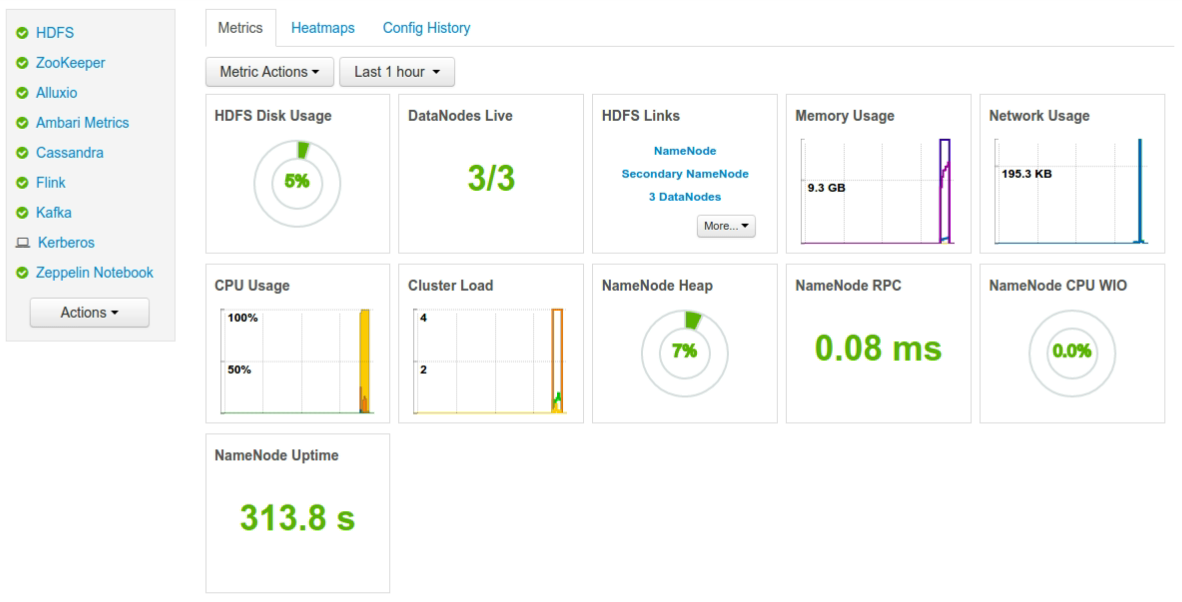 HDFS
ZooKeeper
Alluxio
Ambari Metrics
Cassandra
Flink
Kafka
Kerberos
Zeppelin Notebook
Actions
Metrics Heatmaps Config History
Metric Actions Last 1 hour
HDFS Disk Usage
5%
DataNodes Live
3/3
HDFS Links
NameNode
Secondary NameNode
3 DataNodes
More...
Memory Usage
9.3 GB
Network Usage
195.3 KB
CPU Usage
100%
50%
Cluster Load
4
2
NameNode Heap
7%
NameNode RPC
0.08 ms
NameNode CPU WIO
0.0%
NameNode Uptime
313.8 s